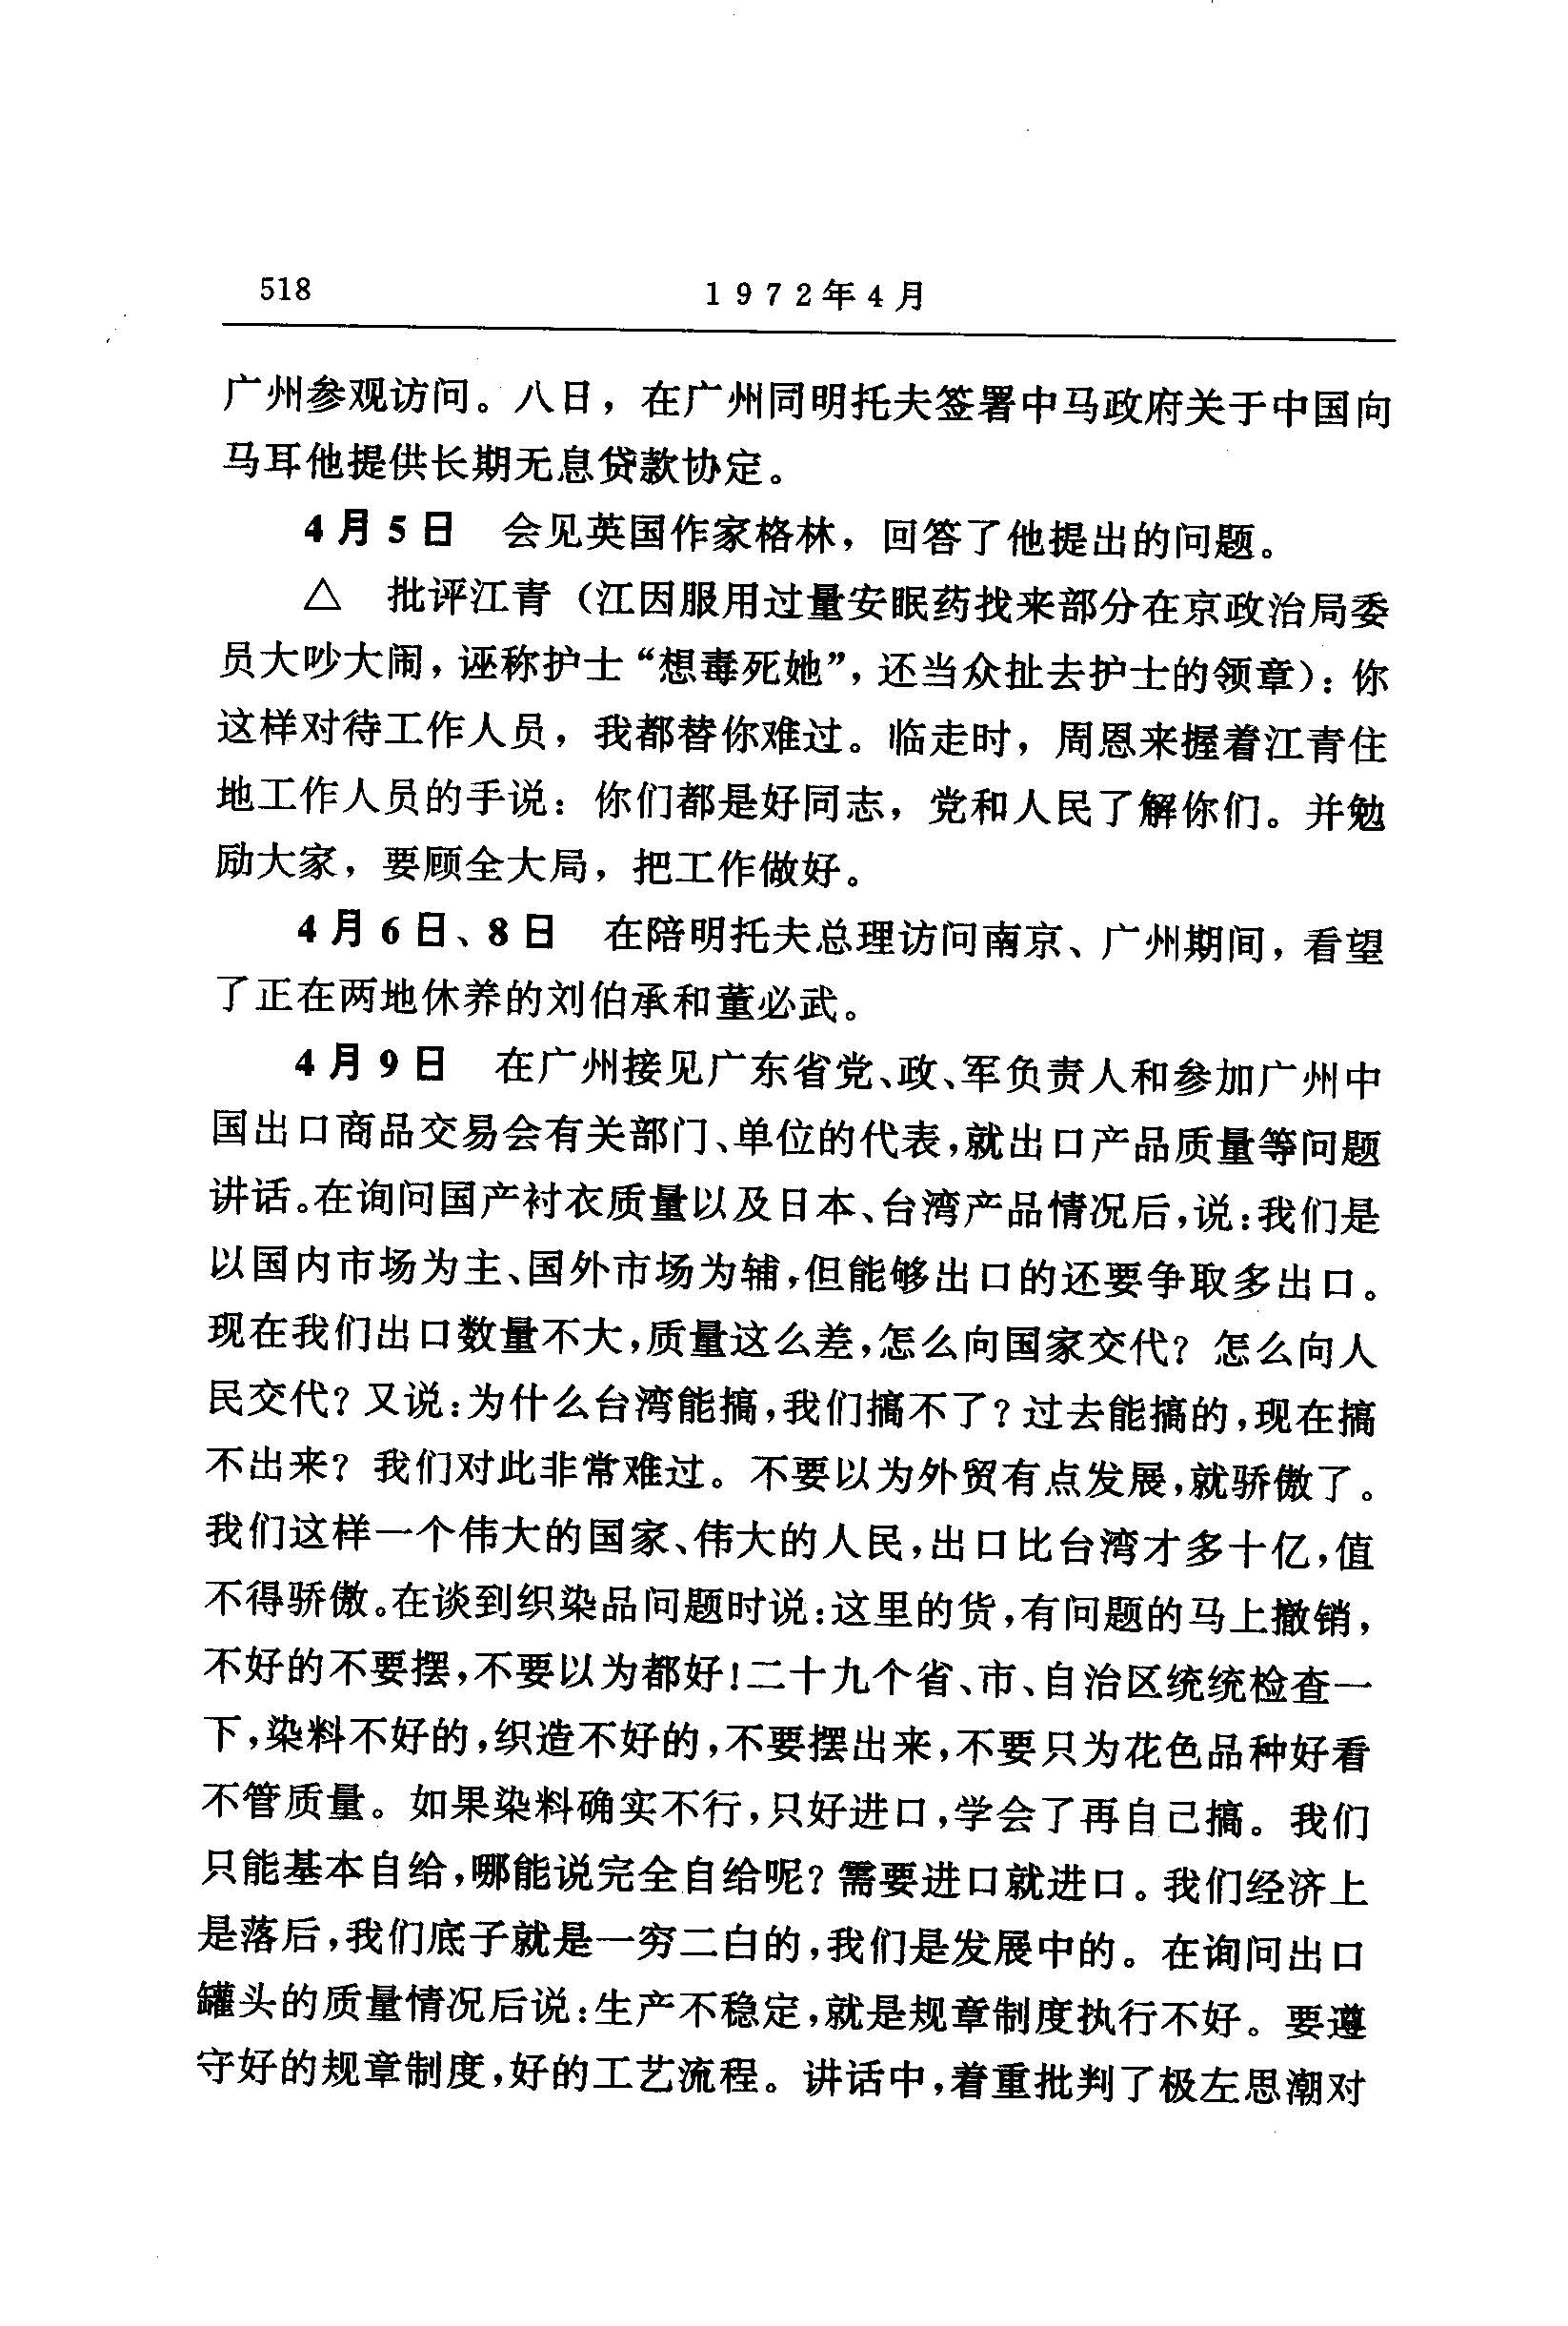 518
1972年4月
广州参观访问。八日，在广州同明托夫签署中马政府关于中国向
马耳他提供长期无息贷款协定。
4月5日 会见英国作家格林，回答了他提出的问题。
△ 批评江青（江因服用过量安眠药找来部分在京政治局委
员大吵大闹，诬称护士“想毒死她”，还当众扯去护士的领章）：你
这样对待工作人员，我都替你难过。临走时，周恩来握着江青住
地工作人员的手说：你们都是好同志，党和人民了解你们。并勉
励大家，要顾全大局，把工作做好。
4月6日、8日 在陪明托夫总理访问南京、广州期间，看望
了正在两地休养的刘伯承和董必武。
4月9日 在广州接见广东省党、政、军负责人和参加广州中
国出口商品交易会有关部门、单位的代表，就出口产品质量等问题
讲话。在询问国产衬衣质量以及日本、台湾产品情况后，说：我们是
以国内市场为主、国外市场为辅，但能够出口的还要争取多出口。
现在我们出口数量不大，质量这么差，怎么向国家交代？怎么向人
民交代？又说：为什么台湾能搞，我们搞不了？过去能搞的，现在搞
不出来？我们对此非常难过。不要以为外贸有点发展，就骄傲了。
我们这样一个伟大的国家、伟大的人民，出口比台湾才多十亿，值
不得骄傲。在谈到织染品问题时说：这里的货，有问题的马上撤销，
不好的不要摆，不要以为都好！二十九个省、市、自治区统统检查一
下，染料不好的，织造不好的，不要摆出来，不要只为花色品种好看
不管质量。如果染料确实不行，只好进口，学会了再自己搞。我们
只能基本自给，哪能说完全自给呢？需要进口就进口。我们经济上
是落后，我们底子就是一穷二白的，我们是发展中的。在询问出口
罐头的质量情况后说：生产不稳定，就是规章制度执行不好。要遵
守好的规章制度，好的工艺流程。讲话中，着重批判了极左思潮对